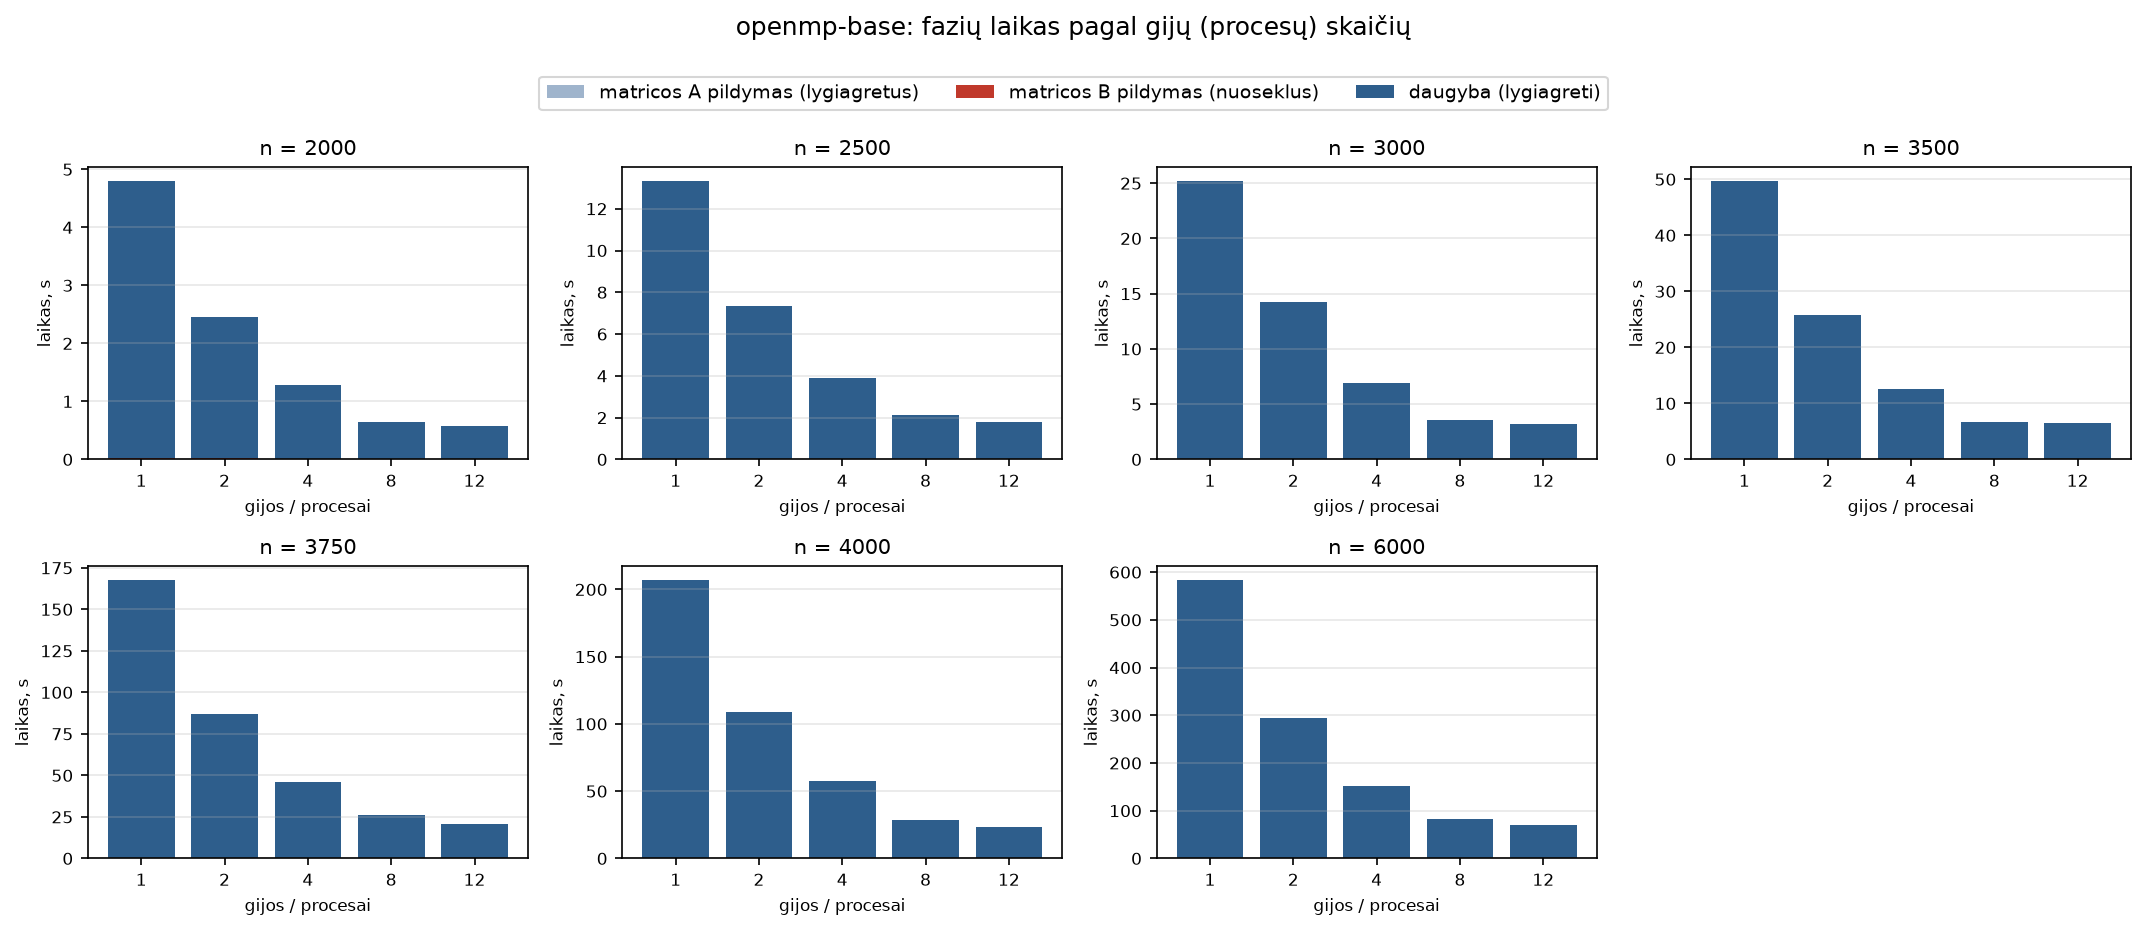 openmp-base: fazių laikas pagal gijų (procesų) skaičių
matricos A pildymas (lygiagretus) matricos B pildymas (nuoseklus) daugyba (lygiagreti)
n = 2000
5
4
3
2
1
0
laikas, s
1 2 4 8 12
gijos / procesai
n = 2500
12
10
8
6
4
2
0
laikas, s
1 2 4 8 12
gijos / procesai
n = 3000
25
20
15
10
5
0
laikas, s
1 2 4 8 12
gijos / procesai
n = 3500
50
40
30
20
10
0
laikas, s
1 2 4 8 12
gijos / procesai
n = 3750
175
150
125
100
75
50
25
0
laikas, s
1 2 4 8 12
gijos / procesai
n = 4000
200
150
100
50
0
laikas, s
1 2 4 8 12
gijos / procesai
n = 6000
600
500
400
300
200
100
0
laikas, s
1 2 4 8 12
gijos / procesai